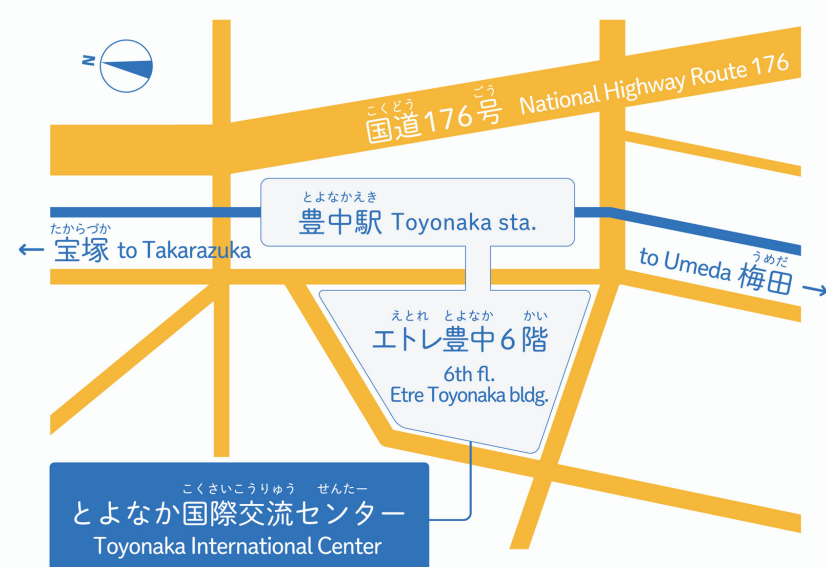 N
こくどう ごう
国道176号 National Highway Route 176
とよなかえき
豊中駅 Toyonaka sta.
たからづか
← 宝塚 to Takarazuka
うめだ
to Umeda 梅田 →
えとれ とよなか かい
エトレ豊中6階
6th fl.
Etre Toyonaka bldg.
こくさいこうりゅう せんたー
とよなか国際交流センター
Toyonaka International Center